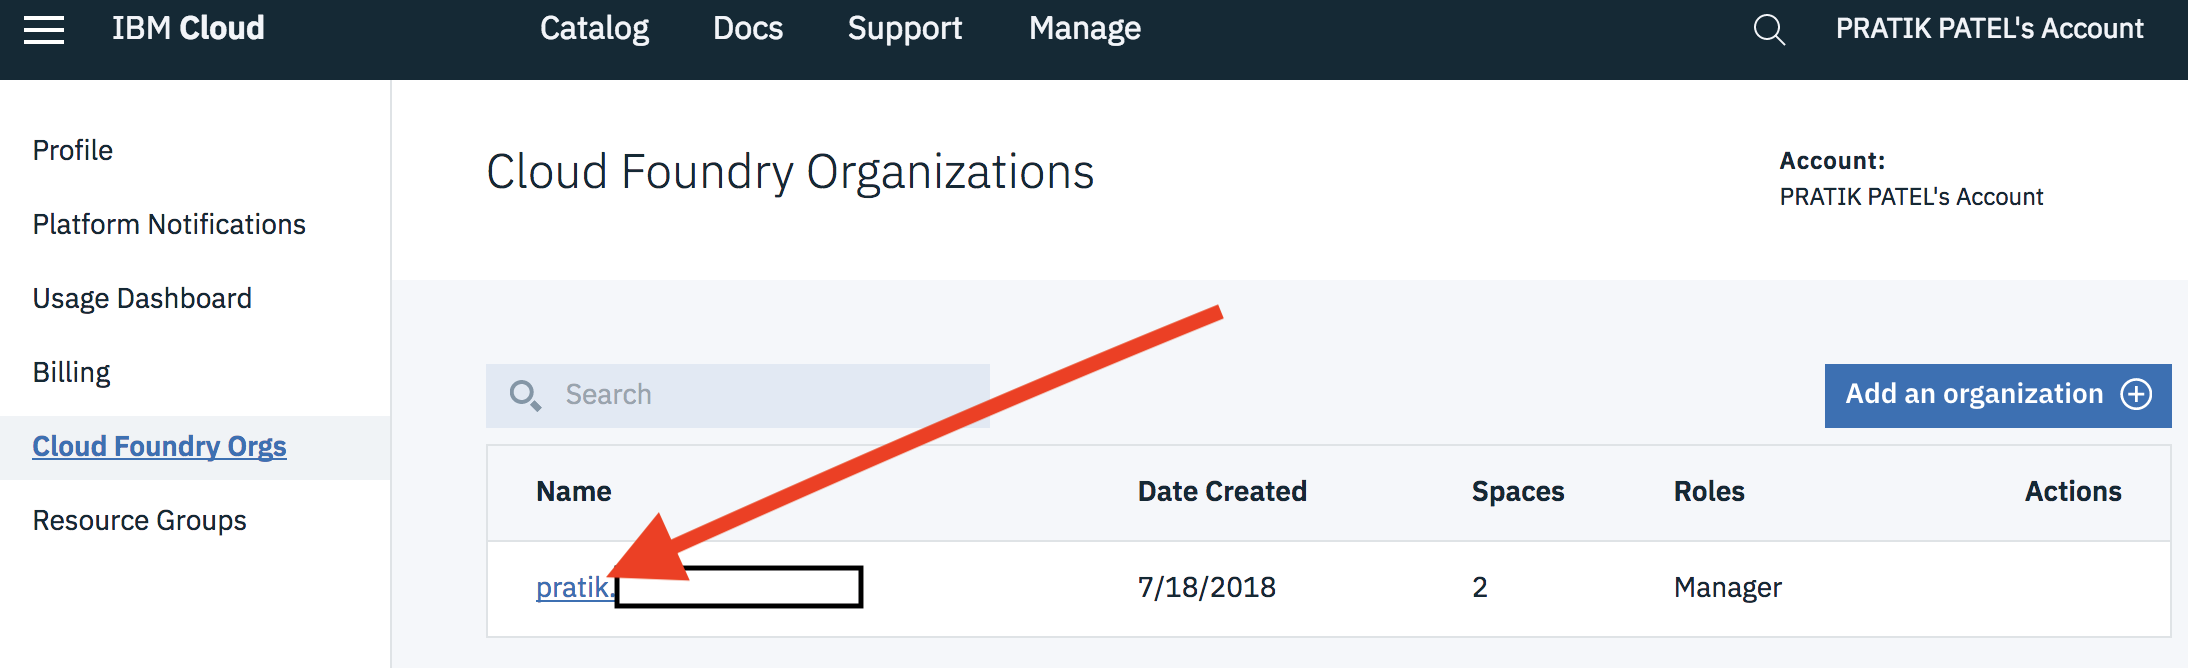 IBM Cloud
Catalog
Docs
Support
Manage
PRATIK PATEL's Account
Profile
Platform Notifications
Usage Dashboard
Billing
Cloud Foundry Orgs
Resource Groups
Cloud Foundry Organizations
Account:
PRATIK PATEL's Account
Search
Add an organization
Name
Date Created
Spaces
Roles
Actions
pratik.
7/18/2018
2
Manager